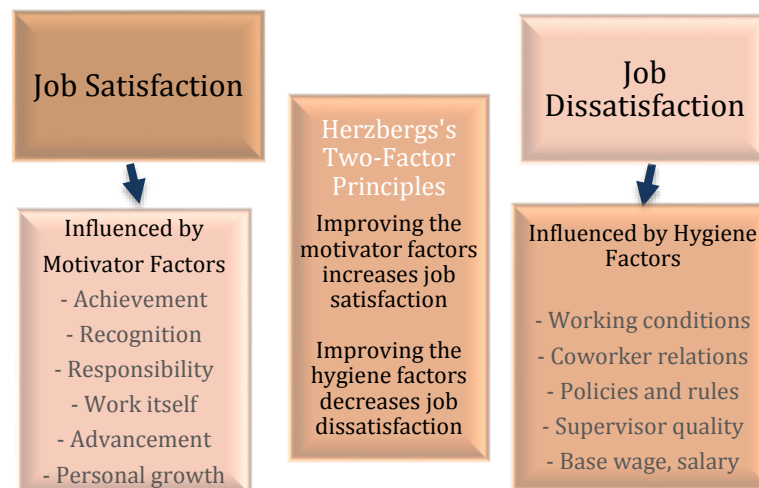 Job Satisfaction
Influenced by
Motivator Factors
- Achievement
- Recognition
- Responsibility
- Work itself
- Advancement
- Personal growth
Herzbergs's
Two-Factor
Principles
Improving the
motivator factors
increases job
satisfaction
Improving the
hygiene factors
decreases job
dissatisfaction
Job
Dissatisfaction
Influenced by Hygiene
Factors
- Working conditions
- Coworker relations
- Policies and rules
- Supervisor quality
- Base wage, salary